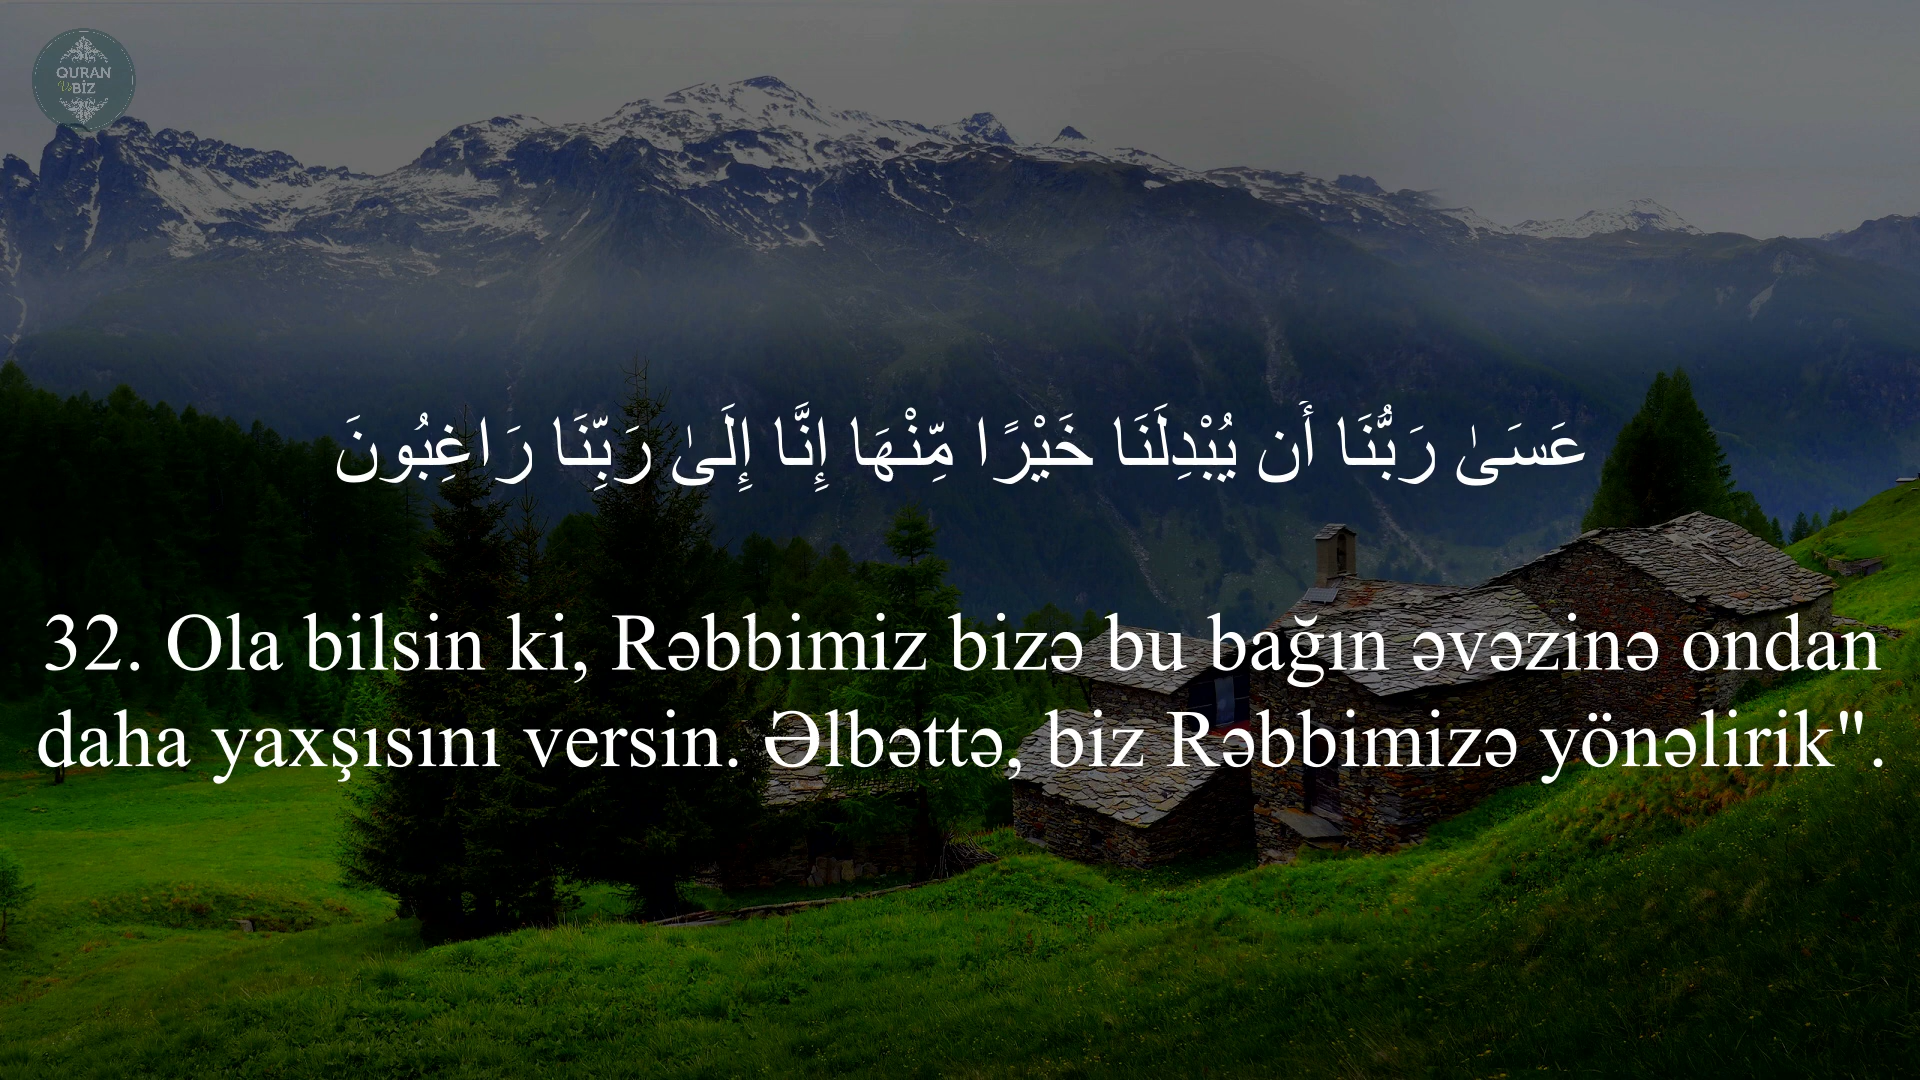 QURAN
Və BİZ
عَسَىٰ رَبُّنَا أَن يُبْدِلَنَا خَيْرًا مِّنْهَا إِنَّا إِلَىٰ رَبِّنَا رَاغِبُونَ
32. Ola bilsin ki, Rəbbimiz bizə bu bağın əvəzinə ondan
daha yaxşısını versin. Əlbəttə, biz Rəbbimizə yönəlirik".